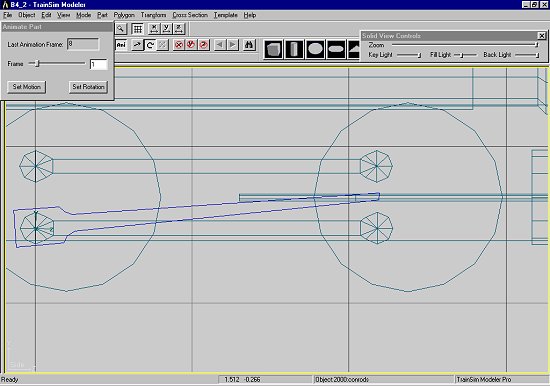 B4_2 - TrainSim Modeler
File Object Edit View Mode Part Polygon Transform Cross Section Template Help
Animate Part
Last Animation Frame: 8
Frame 1
Set Motion Set Rotation
Ani X Y Z
Solid View Controls
Zoom
Key Light Fill Light Back Light
Ready 1.512 -0.266 Object 2000:conrods TrainSim Modeler Pro